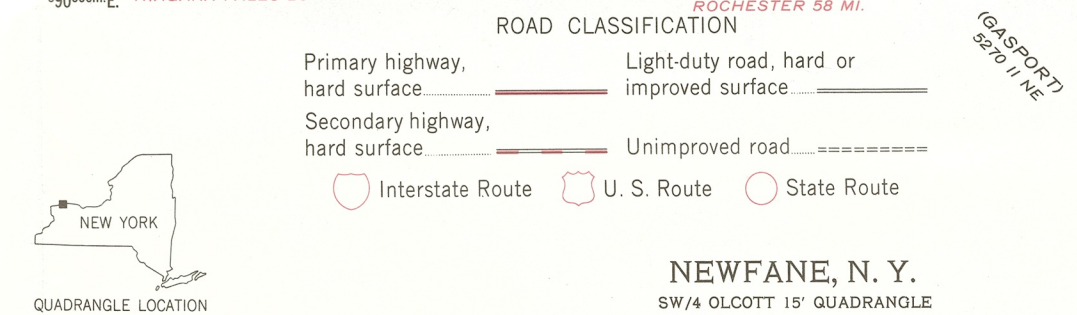 ROCHESTER 58 MI.
ROAD CLASSIFICATION
Primary highway,
hard surface
Light-duty road, hard or
improved surface
Secondary highway,
hard surface
Unimproved road
Interstate Route
U. S. Route
State Route
(GASPORT)
5270 II NE
NEW YORK
QUADRANGLE LOCATION
NEWFANE, N. Y.
SW/4 OLCOTT 15' QUADRANGLE